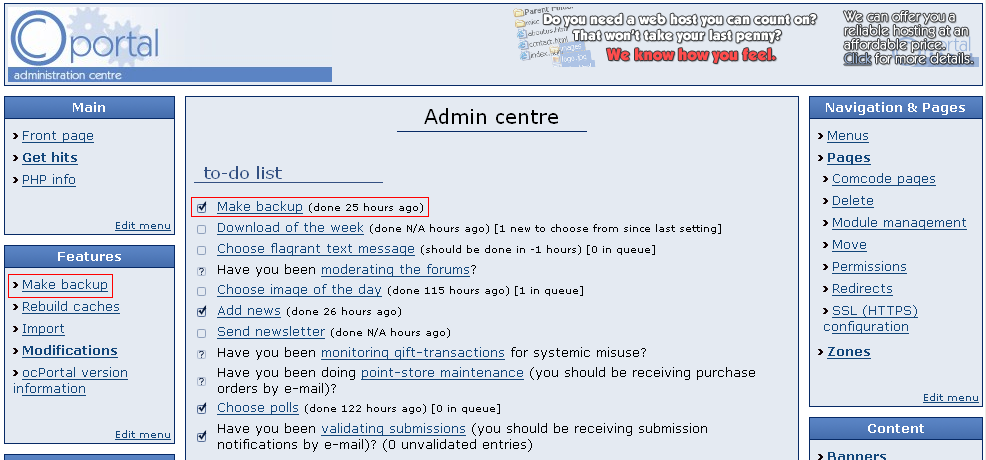 Oportal
administration centre
Parent Folder
misc
aboutus.html
contact.html
index.html
images
logo.jpg
Do you need a web host you can count on?
That won't take your last penny?
We know how you feel.
We can offer you a
reliable hosting at an
affordable price.
Click for more details.
Main
Front page
Get hits
PHP info
Edit menu
Features
Make backup
Rebuild caches
Import
Modifications
ocPortal version
information
Edit menu
Admin centre
to-do list
Make backup (done 25 hours ago)
Download of the week (done N/A hours ago) [1 new to choose from since last setting]
Choose flagrant text message (should be done in -1 hours) [0 in queue]
Have you been moderating the forums?
Choose image of the day (done 115 hours ago) [1 in queue]
Add news (done 26 hours ago)
Send newsletter (done N/A hours ago)
Have you been monitoring gift-transactions for systemic misuse?
Have you been doing point-store maintenance (you should be receiving purchase
orders by e-mail)?
Choose polls (done 122 hours ago) [0 in queue]
Have you been validating submissions (you should be receiving submission
notifications by e-mail)? (0 unvalidated entries)
Navigation & Pages
Menus
Pages
Comcode pages
Delete
Module management
Move
Permissions
Redirects
SSL (HTTPS)
configuration
Zones
Edit menu
Content
Banners